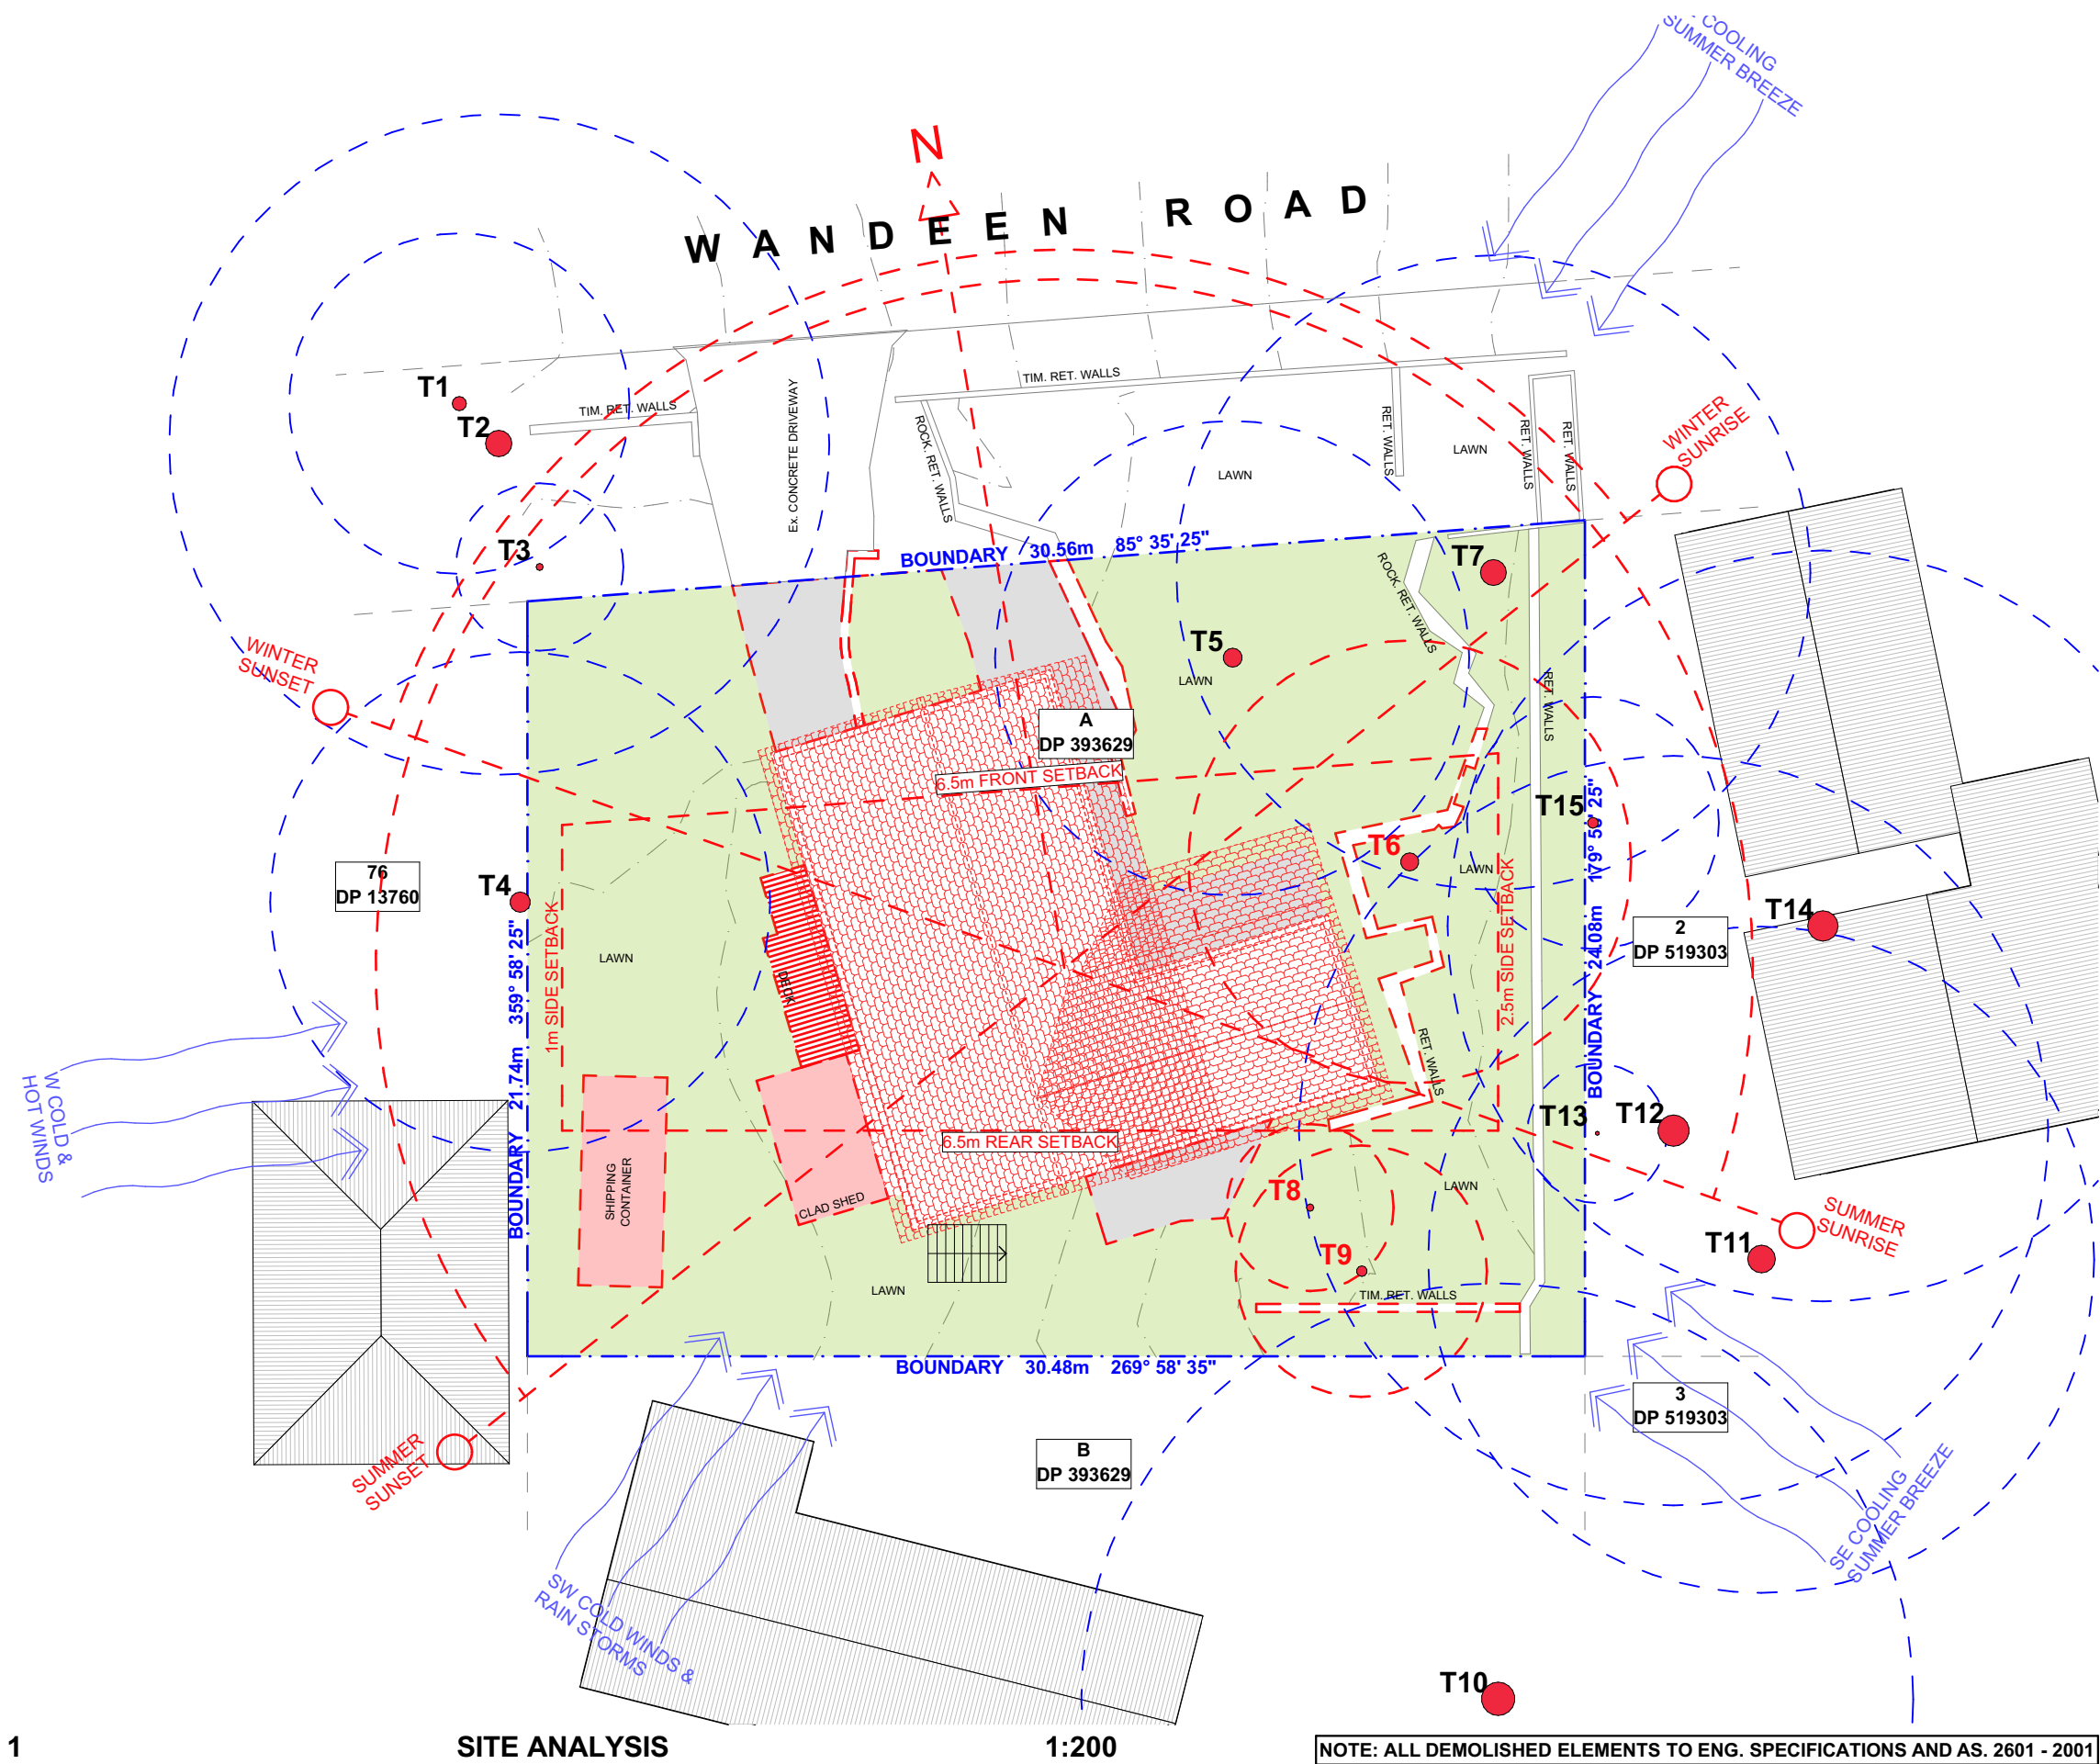 COOLING
SUMMER BREEZE
N
WANDEEN ROAD
TIM. RET. WALLS
T1
T2
TIM. RET. WALLS
Ex. CONCRETE DRIVEWAY
ROCK. RET. WALLS
LAWN
RET. WALLS
LAWN
RET. WALLS
RET. WALLS
WINTER
SUNRISE
T3
BOUNDARY 30.56m 85° 35' 25"
ROCK. RET. WALLS
T7
WINTER
SUNSET
T5
LAWN
RET. WALLS
A
DP 393629
6.5m FRONT SETBACK
T15
T6
LAWN
76
DP 13760
T4
1m SIDE SETBACK
BOUNDARY 21.74m 359° 58' 25"
LAWN
DECK
2.5m SIDE SETBACK
BOUNDARY 24.08m 179° 58' 25"
T14
2
DP 519303
W COLD &
HOT WINDS
RET. WALLS
T13
T12
6.5m REAR SETBACK
SHIPPING
CONTAINER
CLAD SHED
T8
LAWN
SUMMER
SUNRISE
T11
T9
LAWN
TIM. RET. WALLS
BOUNDARY 30.48m 269° 58' 35"
3
DP 519303
B
DP 393629
SUMMER
SUNSET
SE COOLING
SUMMER BREEZE
SW COLD WINDS &
RAIN STORMS
T10
1
SITE ANALYSIS
1:200
NOTE: ALL DEMOLISHED ELEMENTS TO ENG. SPECIFICATIONS AND AS. 2601 - 2001